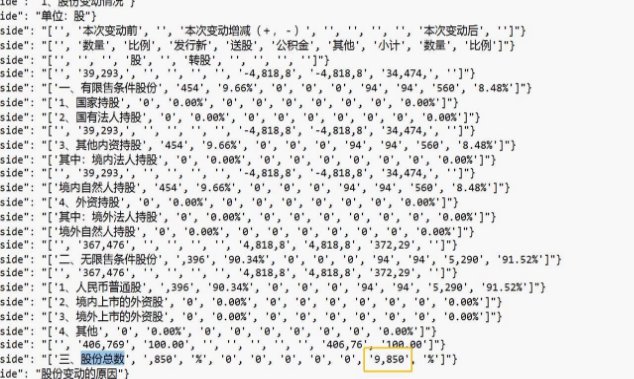 ide": "1、股份变动情况"}
ide": "单位：股"}
side": "['', '本次变动前', '', '本次变动增减（＋，－）', '', '', '', '', '本次变动后', '', '']"}
side": "['', '数量', '比例', '发行新', '送股', '公积金', '其他', '小计', '数量', '比例']"}
side": "['', '', '', '股', '', '转股', '', '', '', '']"}
side": "['', '39,293,', '', '', '', '', '-4,818,8', '-4,818,8', '34,474,', '']"}
side": "['一、有限售条件股份', '454', '9.66%', '0', '0', '0', '94', '94', '560', '8.48%']"}
side": "['1、国家持股', '0', '0.00%', '0', '0', '0', '0', '0', '0', '0.00%']"}
side": "['2、国有法人持股', '0', '0.00%', '0', '0', '0', '0', '0', '0', '0.00%']"}
side": "['', '39,293,', '', '', '', '', '-4,818,8', '-4,818,8', '34,474,', '']"}
side": "['3、其他内资持股', '454', '9.66%', '0', '0', '0', '94', '94', '560', '8.48%']"}
side": "['其中：境内法人持股', '0', '0.00%', '0', '0', '0', '0', '0', '0', '0.00%']"}
side": "['', '39,293,', '', '', '', '', '-4,818,8', '-4,818,8', '34,474,', '']"}
side": "['境内自然人持股', '454', '9.66%', '0', '0', '0', '94', '94', '560', '8.48%']"}
side": "['4、外资持股', '0', '0.00%', '0', '0', '0', '0', '0', '0', '0.00%']"}
side": "['其中：境外法人持股', '0', '0.00%', '0', '0', '0', '0', '0', '0', '0.00%']"}
side": "['境外自然人持股', '0', '0.00%', '0', '0', '0', '0', '0', '0', '0.00%']"}
side": "['', '367,476', '', '', '', '', '4,818,8', '4,818,8', '372,29', '']"}
side": "['二、无限售条件股份', ',396', '90.34%', '0', '0', '0', '94', '94', '5,290', '91.52%']"}
side": "['', '367,476', '', '', '', '', '4,818,8', '4,818,8', '372,29', '']"}
side": "['1、人民币普通股', ',396', '90.34%', '0', '0', '0', '94', '94', '5,290', '91.52%']"}
side": "['2、境内上市的外资股', '0', '0.00%', '0', '0', '0', '0', '0', '0', '0.00%']"}
side": "['3、境外上市的外资股', '0', '0.00%', '0', '0', '0', '0', '0', '0', '0.00%']"}
side": "['4、其他', '0', '0.00%', '0', '0', '0', '0', '0', '0', '0.00%']"}
side": "['', '406,769', '100.00', '', '', '', '', '', '406,76', '100.00']"}
side": "['三、股份总数', ',850', '%', '0', '0', '0', '0', '0', '9,850', '%']"}
ide": "股份变动的原因"}